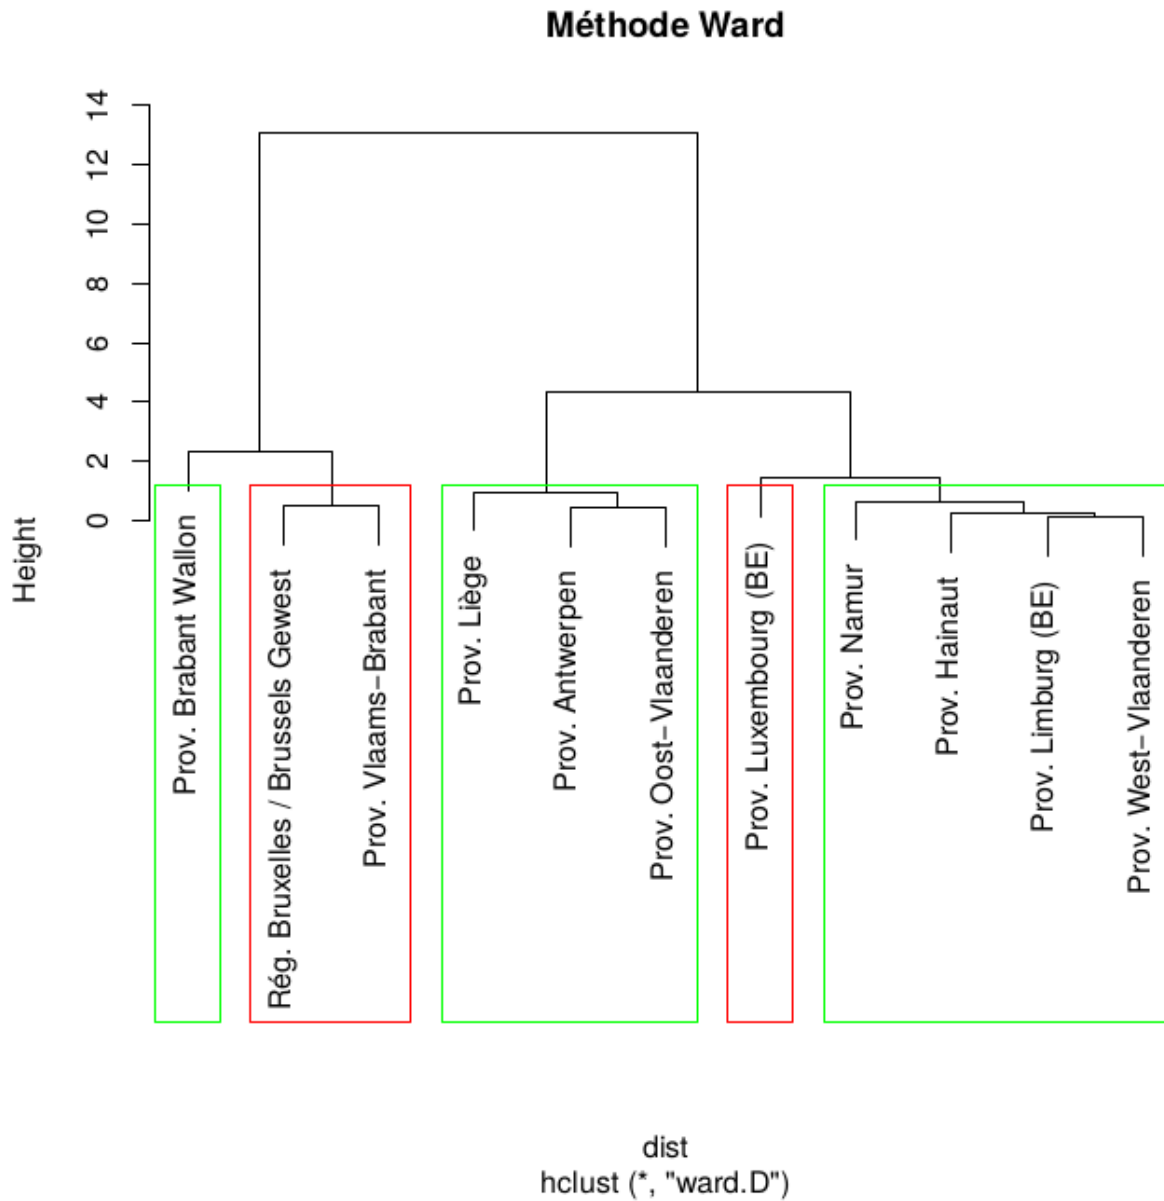 Méthode Ward
Height
14
12
10
8
6
4
2
0
Prov. Brabant Wallon
Rég. Bruxelles / Brussels Gewest
Prov. Vlaams−Brabant
Prov. Liège
Prov. Antwerpen
Prov. Oost−Vlaanderen
Prov. Luxembourg (BE)
Prov. Namur
Prov. Hainaut
Prov. Limburg (BE)
Prov. West−Vlaanderen
dist
hclust (*, "ward.D")